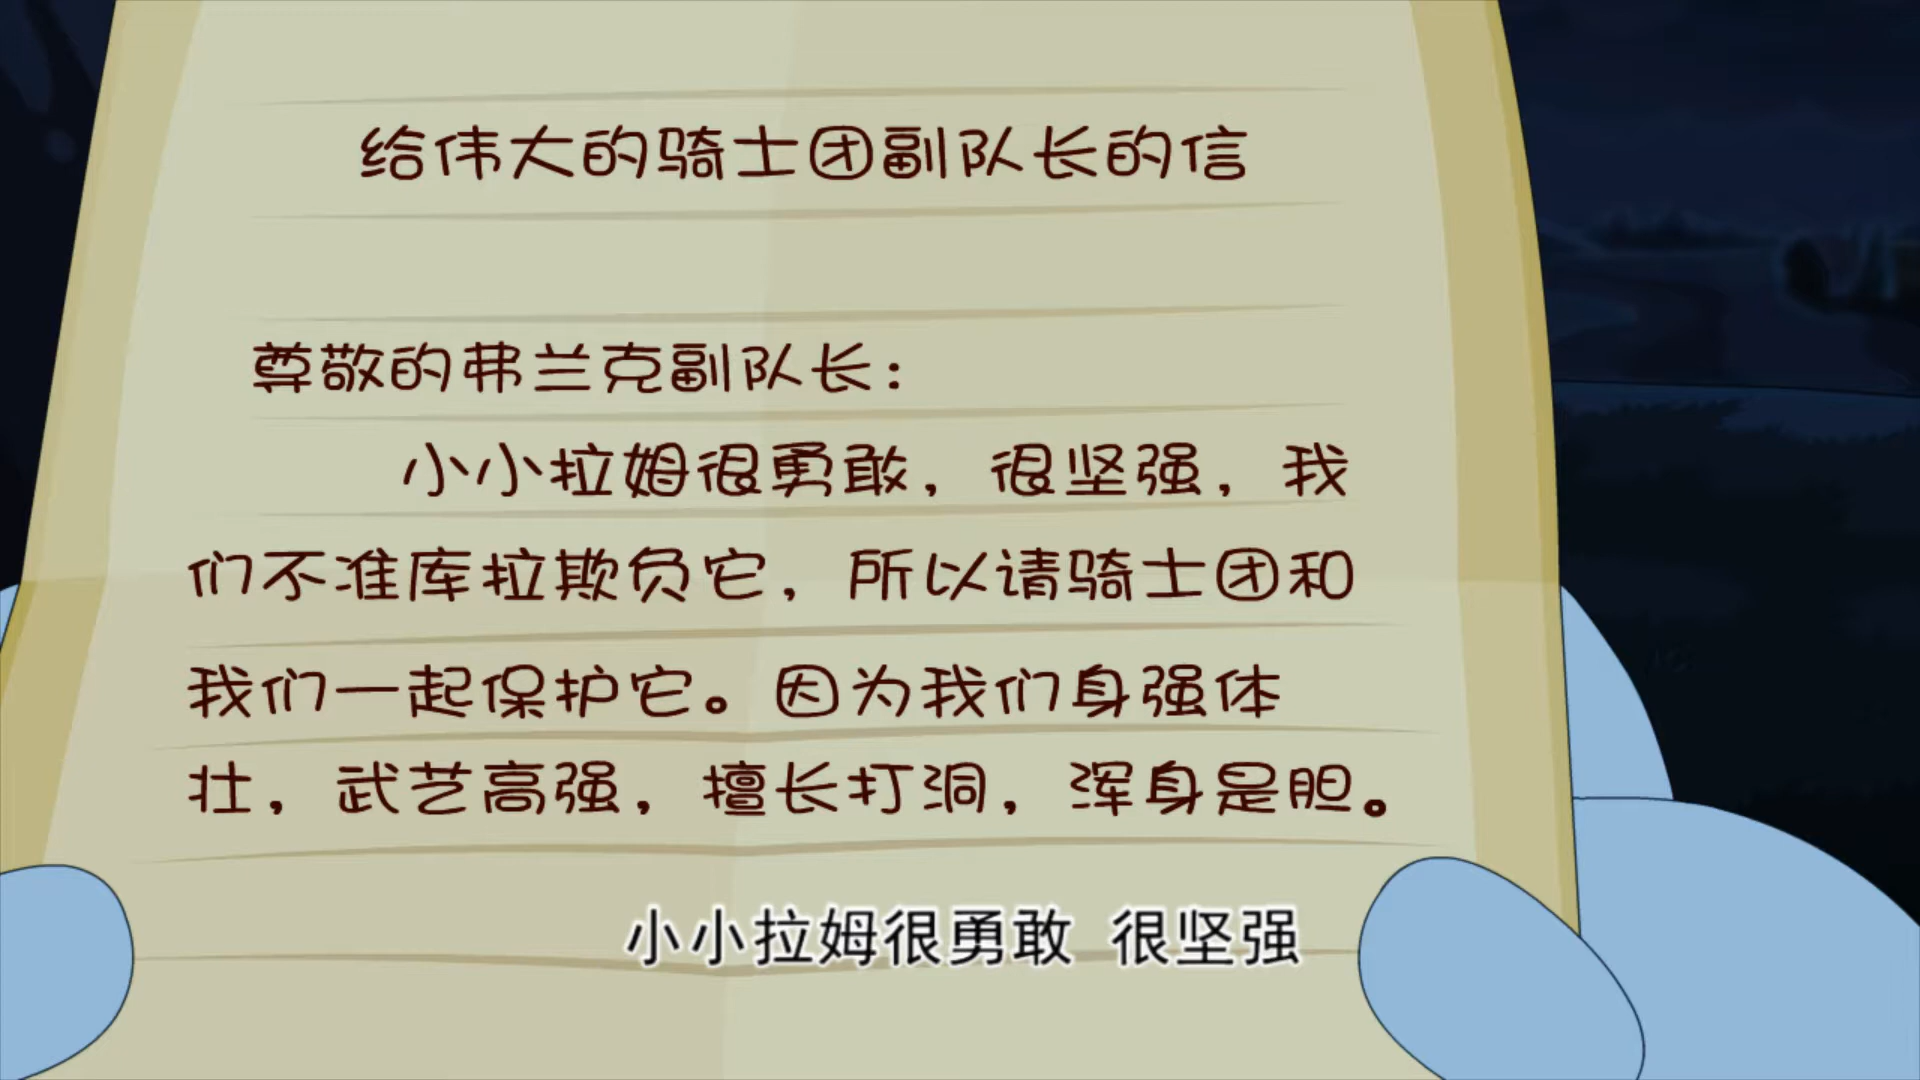 给伟大的骑士团副队长的信
尊敬的弗兰克副队长：
小小拉姆很勇敢，很坚强，我
们不准库拉欺负它，所以请骑士团和
我们一起保护它。因为我们身强体
壮，武艺高强，擅长打洞，浑身是胆。
小小拉姆很勇敢 很坚强